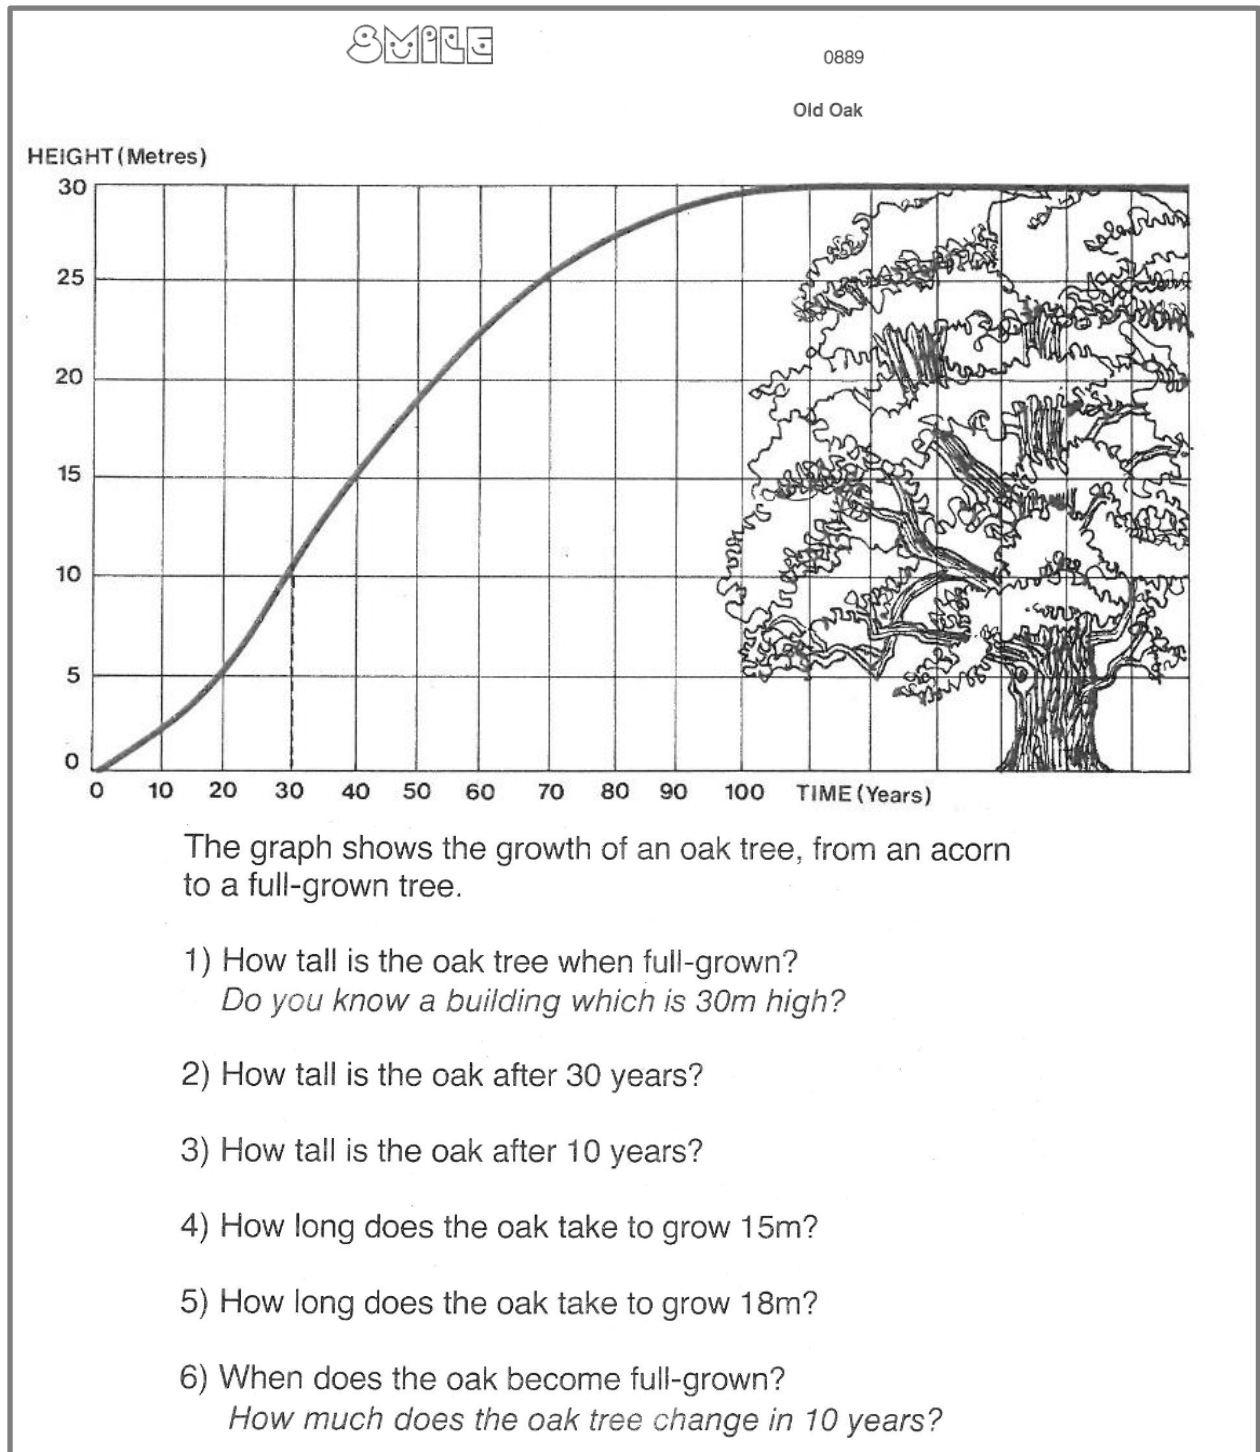 SMILE
0889
Old Oak
HEIGHT (Metres)
30
25
20
15
10
5
0
0 10 20 30 40 50 60 70 80 90 100 TIME (Years)
The graph shows the growth of an oak tree, from an acorn
to a full-grown tree.
1) How tall is the oak tree when full-grown?
Do you know a building which is 30m high?
2) How tall is the oak after 30 years?
3) How tall is the oak after 10 years?
4) How long does the oak take to grow 15m?
5) How long does the oak take to grow 18m?
6) When does the oak become full-grown?
How much does the oak tree change in 10 years?